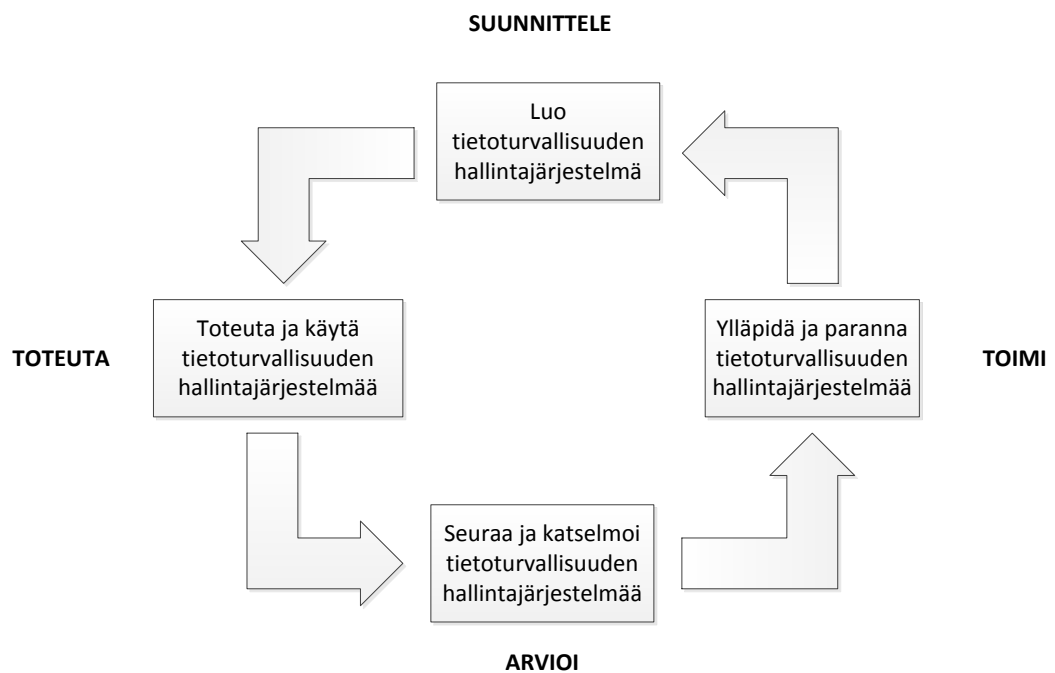 SUUNNITTELE
Luo
tietoturvallisuuden
hallintajärjestelmä
TOTEUTA
Toteuta ja käytä
tietoturvallisuuden
hallintajärjestelmää
Ylläpidä ja paranna
tietoturvallisuuden
hallintajärjestelmää
TOIMI
Seuraa ja katselmoi
tietoturvallisuuden
hallintajärjestelmää
ARVIOI